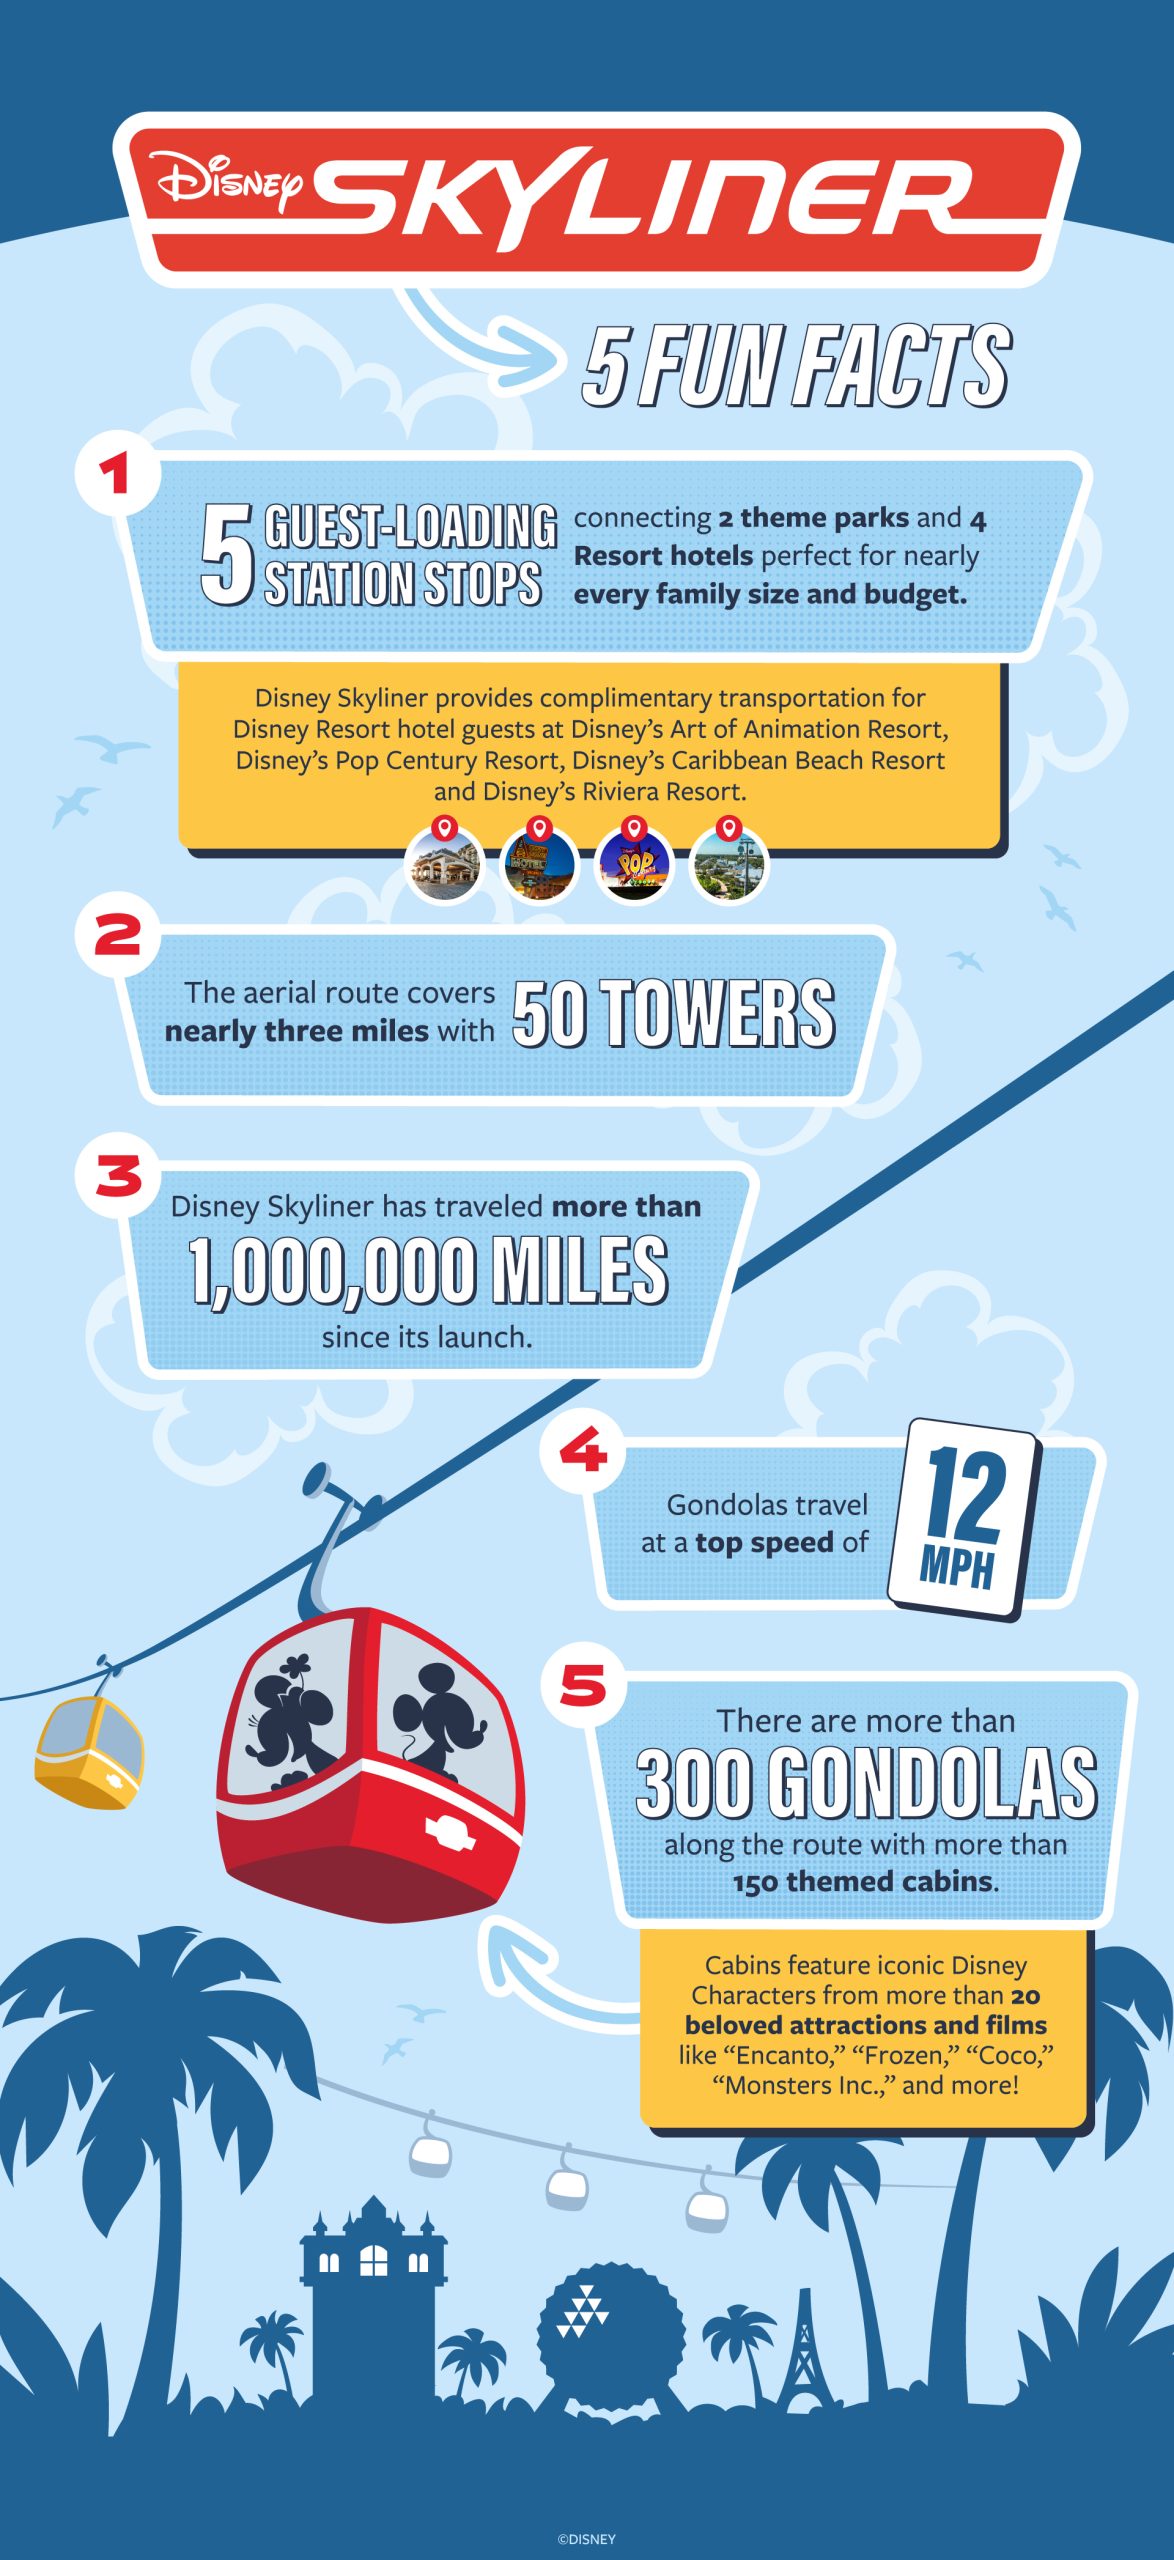 Disney SKYLINER
5 FUN FACTS
1
5 GUEST-LOADING
STATION STOPS
connecting 2 theme parks and 4
Resort hotels perfect for nearly
every family size and budget.
Disney Skyliner provides complimentary transportation for
Disney Resort hotel guests at Disney's Art of Animation Resort,
Disney's Pop Century Resort, Disney's Caribbean Beach Resort
and Disney's Riviera Resort.
HOTEL
POP
2
The aerial route covers
nearly three miles with
50 TOWERS
3
Disney Skyliner has traveled more than
1,000,000 MILES
since its launch.
4
Gondolas travel
at a top speed of
12
MPH
5
There are more than
300 GONDOLAS
along the route with more than
150 themed cabins.
Cabins feature iconic Disney
Characters from more than 20
beloved attractions and films
like “Encanto,” “Frozen,” “Coco,”
“Monsters Inc.,” and more!
©DISNEY